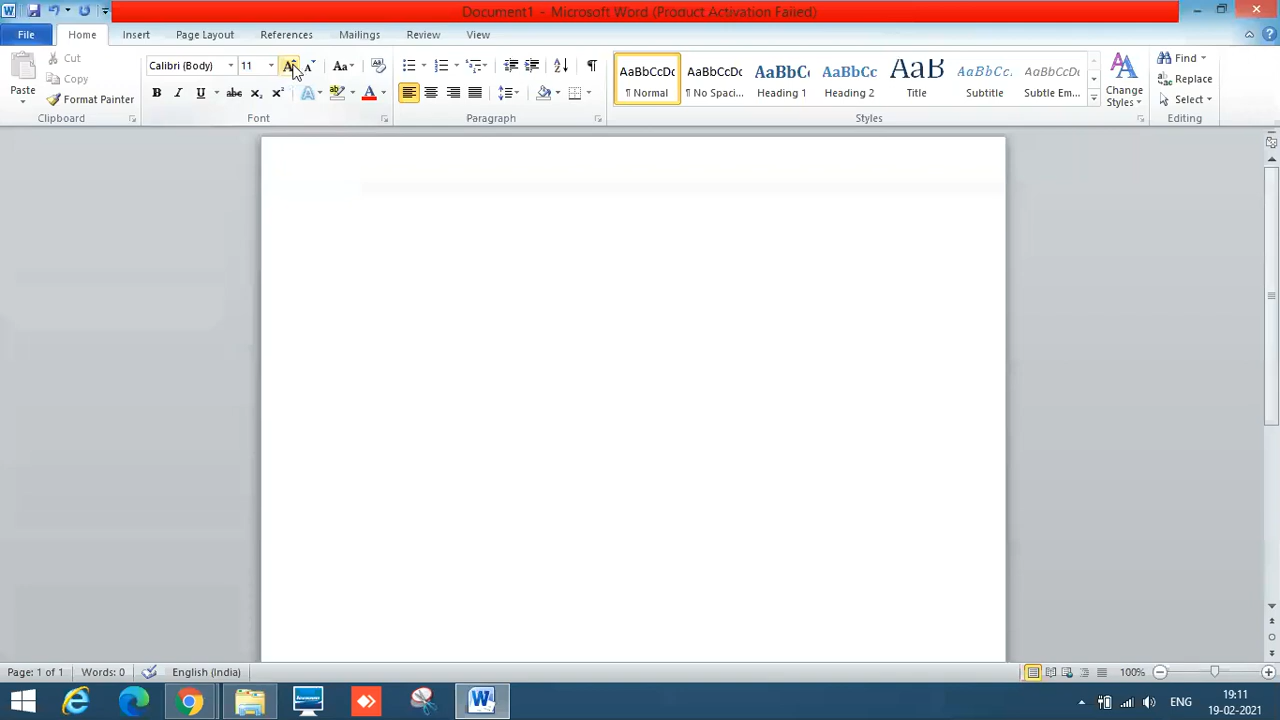 Document1 - Microsoft Word (Product Activation Failed)
File Home Insert Page Layout References Mailings Review View
Paste
Cut
Copy
Format Painter
Clipboard
Calibri (Body) 11
Font
Paragraph
AaBbCcDc AaBbCcDc AaBbCc AaBbCc AaB AaBbCc. AaBbCcDc
¶ Normal ¶ No Spaci... Heading 1 Heading 2 Title Subtitle Subtle Em...
Change
Styles
Styles
Find
Replace
Select
Editing
Page: 1 of 1 Words: 0 English (India) 100%
ENG
19:11
19-02-2021